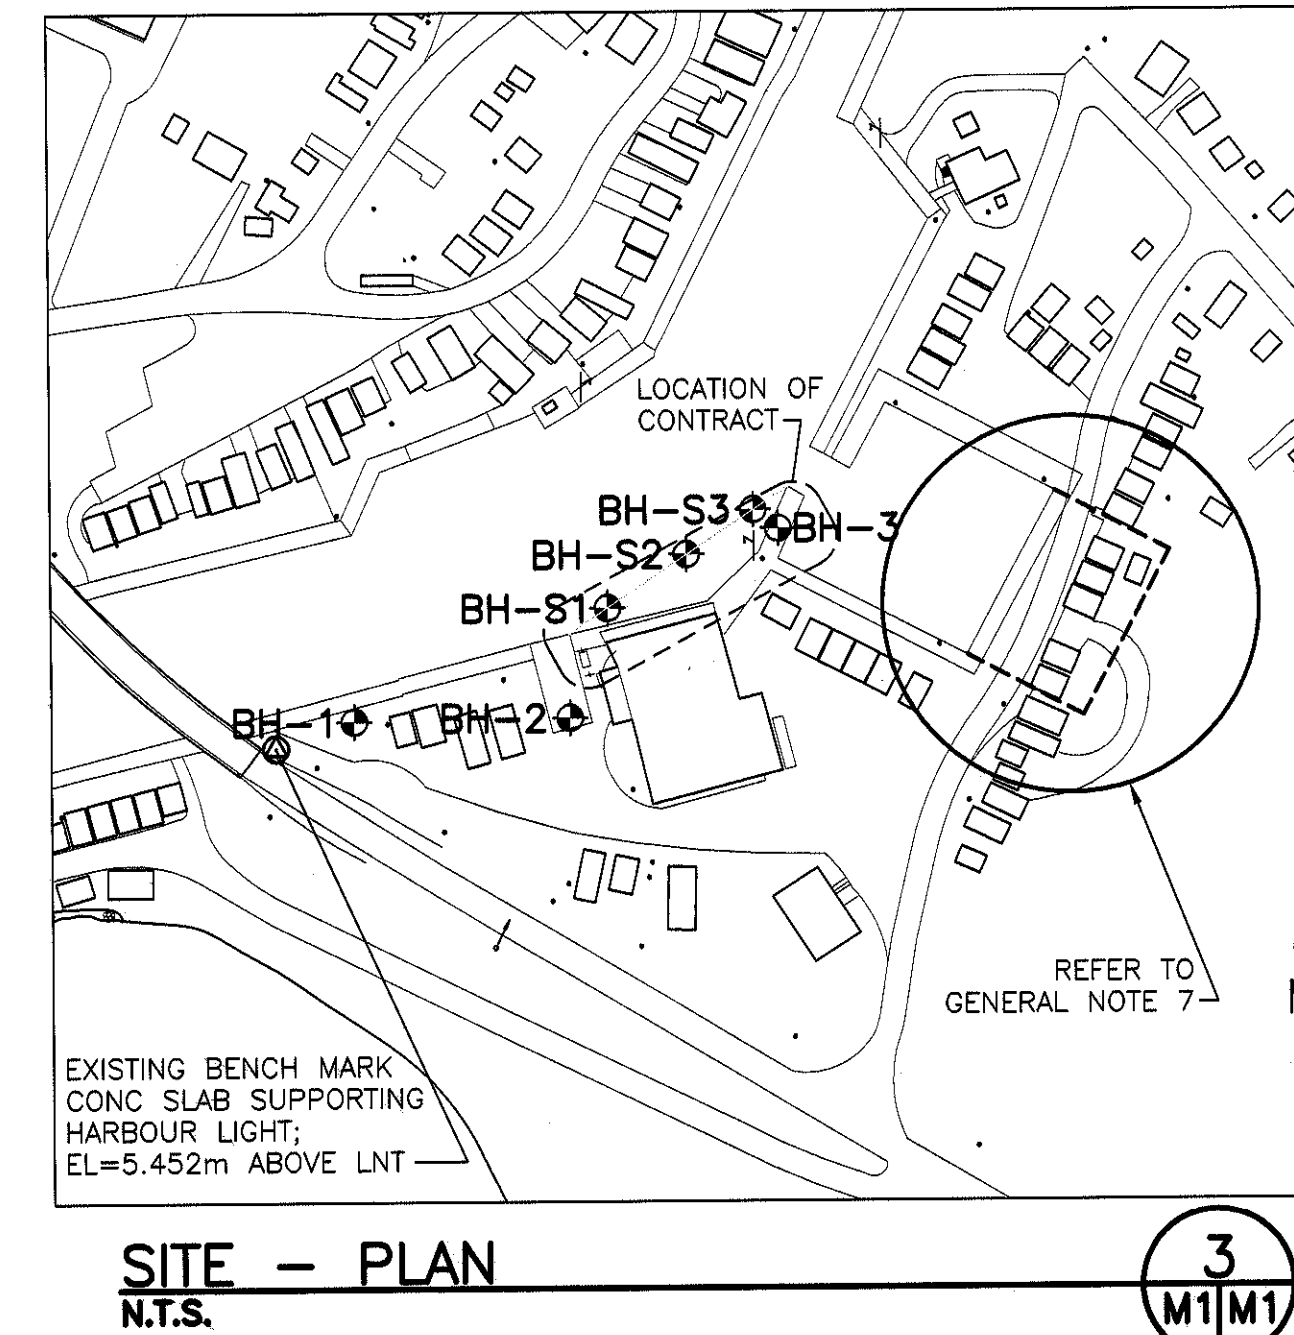 LOCATION OF
CONTRACT
BH-S3
BH-3
BH-S2
BH-S1
BH-1
BH-2
REFER TO
GENERAL NOTE 7
EXISTING BENCH MARK
CONC SLAB SUPPORTING
HARBOUR LIGHT;
EL=5.452m ABOVE LNT
SITE - PLAN
N.T.S.
3
M1 M1